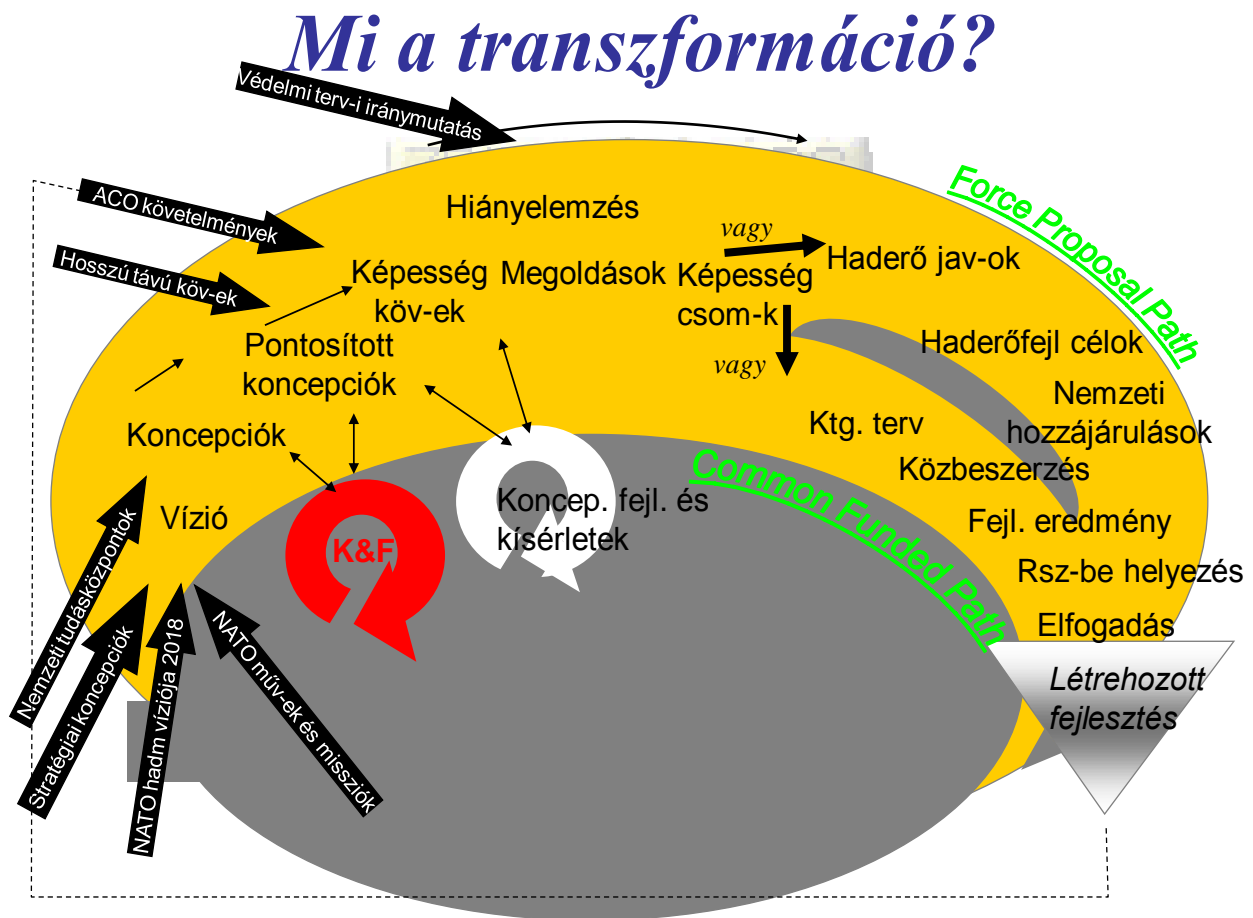 Mi a transzformáció?
Védelmi terv-i iránymutatás
ACO követelmények
Hosszú távú köv-ek
Hiányelemzés
Képesség
köv-ek
Megoldások
vagy
Képesség
csom-k
vagy
Haderő jav-ok
Force Proposal Path
Pontosított
koncepciók
Haderőfejl célok
Nemzeti
hozzájárulások
Koncepciók
Ktg. terv
Közbeszerzés
Common Funded Path
Vízió
K&F
Koncep. fejl. és
kísérletek
Fejl. eredmény
Rsz-be helyezés
Elfogadás
Létrehozott
fejlesztés
Nemzeti tudásközpontok
Stratégiai koncepciók
NATO hadm víziója 2018
NATO műv-ek és missziók